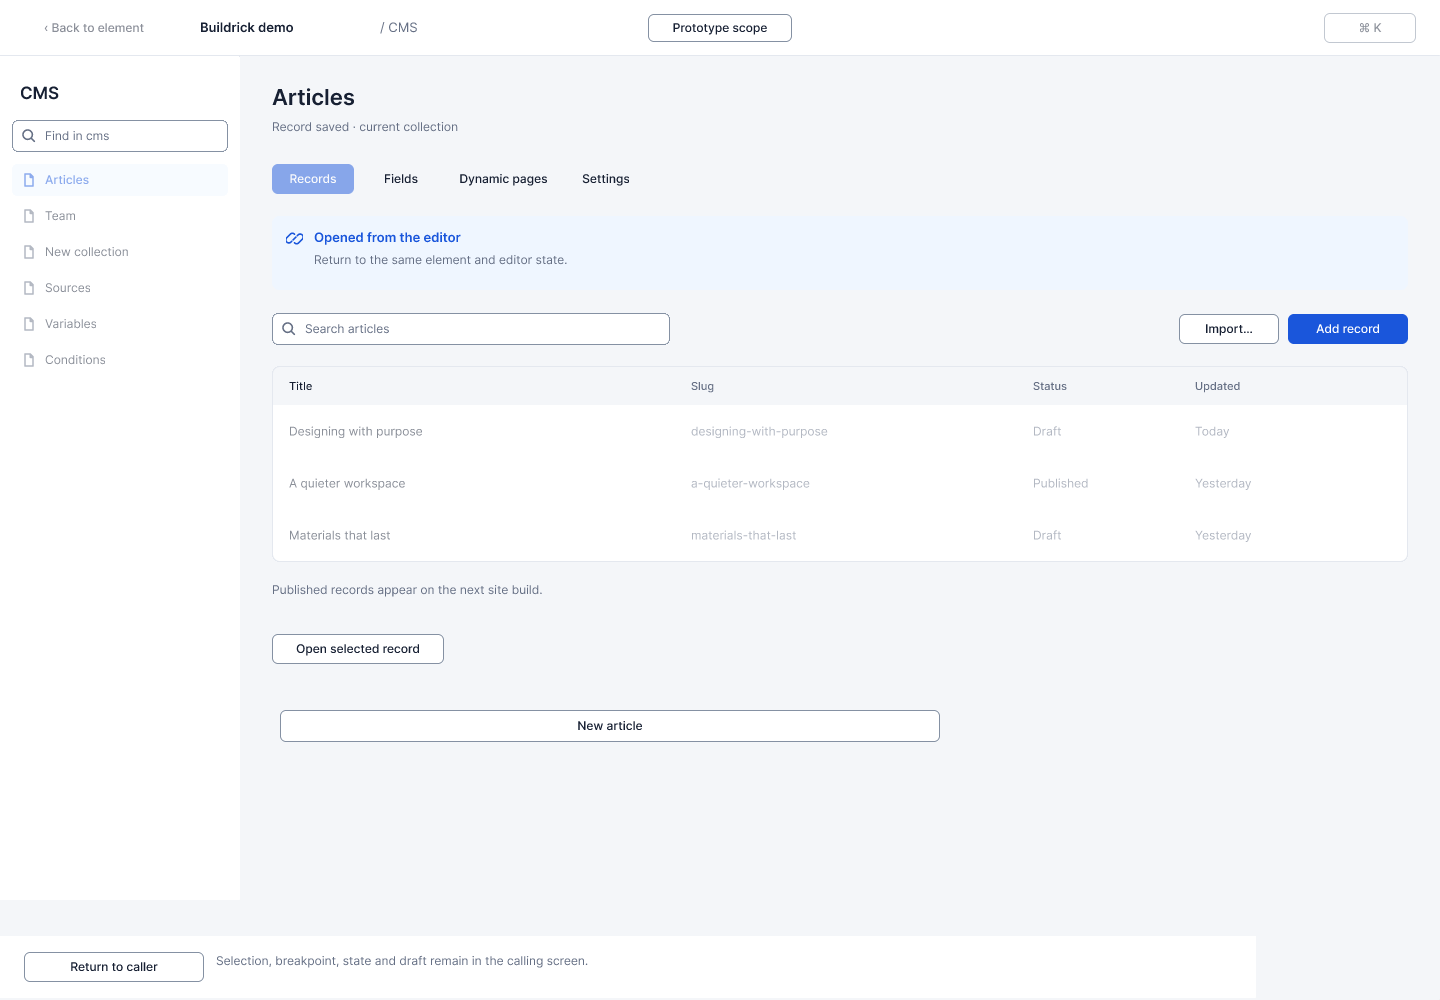 ‹ Back to element
Buildrick demo
/ CMS
Prototype scope
⌘ K
CMS
Find in cms
Articles
Team
New collection
Sources
Variables
Conditions
Articles
Record saved · current collection
Records Fields Dynamic pages Settings
Opened from the editor
Return to the same element and editor state.
Search articles
Import...
Add record
Title Slug Status Updated
Designing with purpose designing-with-purpose Draft Today
A quieter workspace a-quieter-workspace Published Yesterday
Materials that last materials-that-last Draft Yesterday
Published records appear on the next site build.
Open selected record
New article
Return to caller
Selection, breakpoint, state and draft remain in the calling screen.